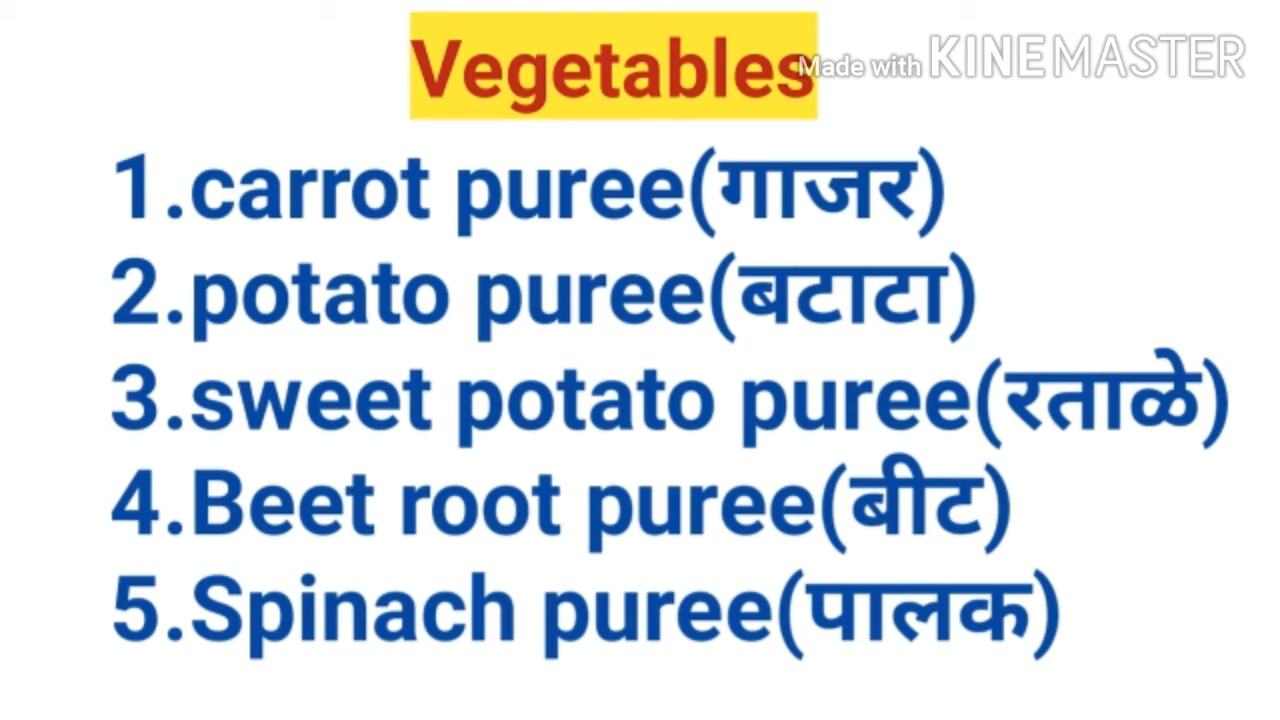 Vegetables
Made with KINEMASTER
1.carrot puree(गाजर)
2.potato puree(बटाटा)
3.sweet potato puree(रताळे)
4.Beet root puree(बीट)
5.Spinach puree(पालक)